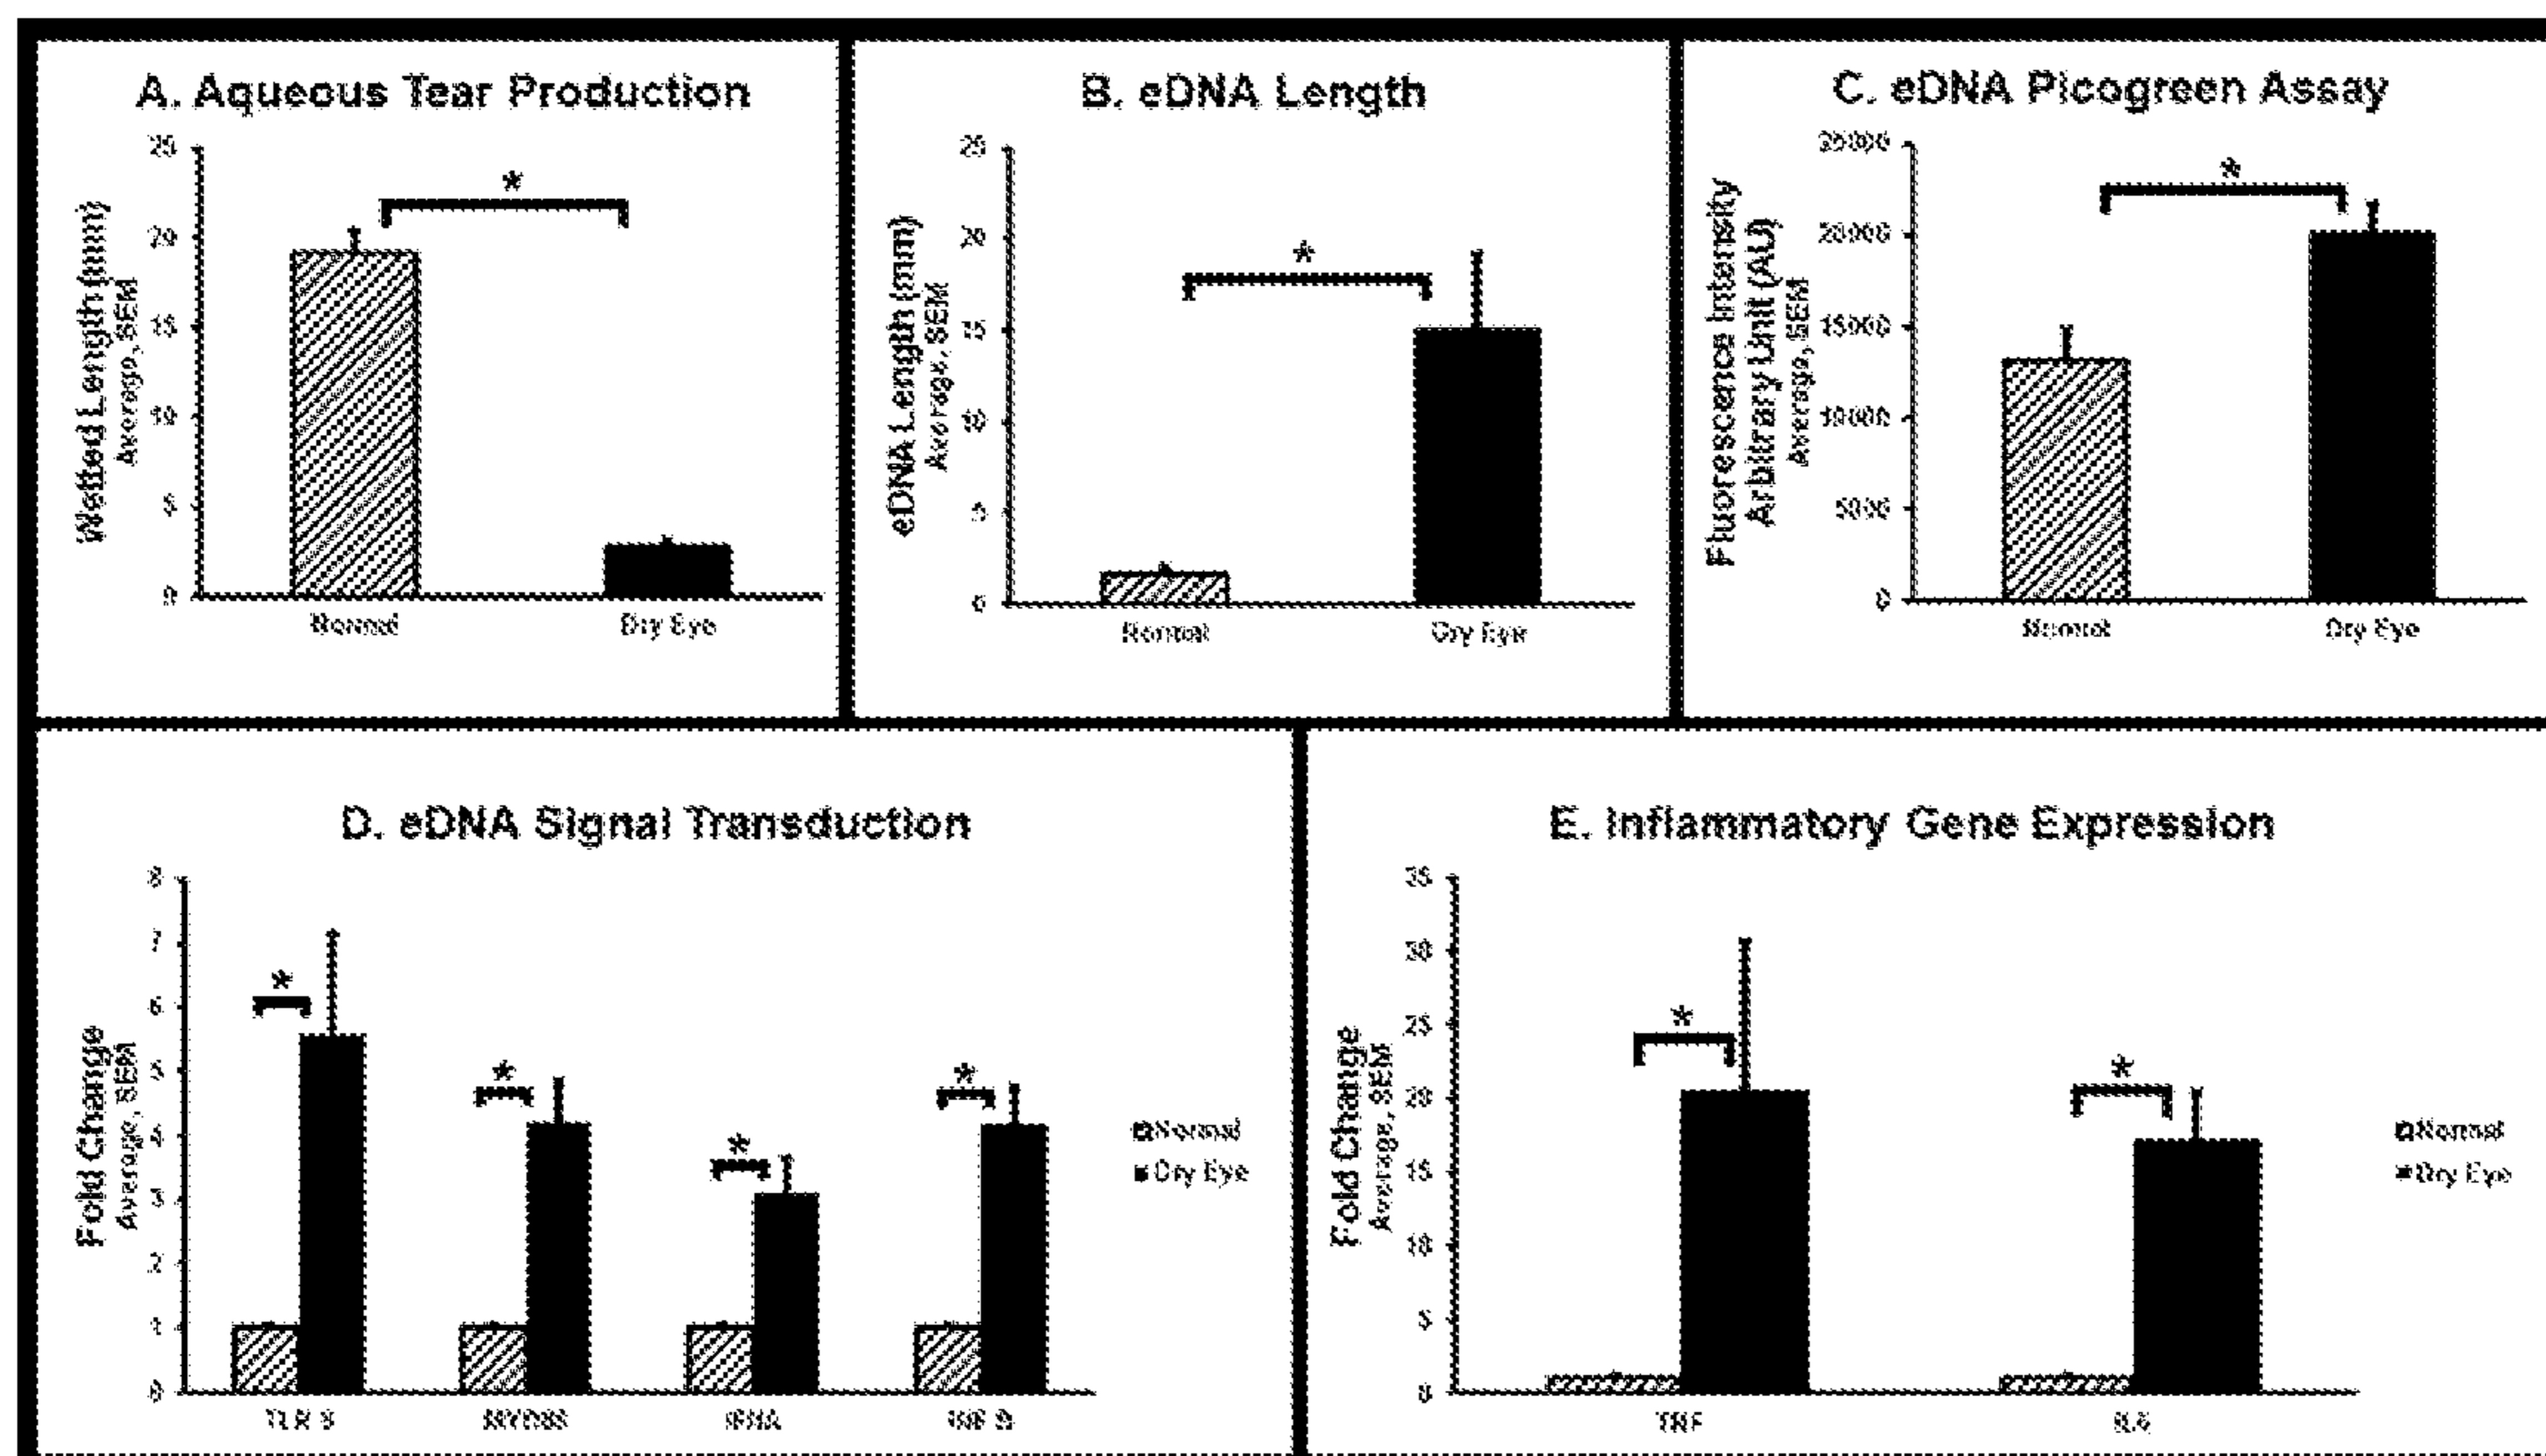 A. Aqueous Tear Production
25
20
15
10
5
0
Wetted Length (mm)
Average, SEM
*
Normal
Dry Eye
B. eDNA Length
25
20
15
10
5
0
eDNA Length (mm)
Average, SEM
*
Normal
Dry Eye
C. eDNA Picogreen Assay
25000
20000
15000
10000
5000
0
Fluorescence Intensity
Arbitrary Unit (AU)
Average, SEM
*
Normal
Dry Eye
D. eDNA Signal Transduction
8
7
6
5
4
3
2
1
0
Fold Change
Average, SEM
*
*
*
*
TLR 9
MYD88
Normal
Dry Eye
E. Inflammatory Gene Expression
35
30
25
20
15
10
5
0
Fold Change
Average, SEM
*
*
TNF
Normal
Dry Eye